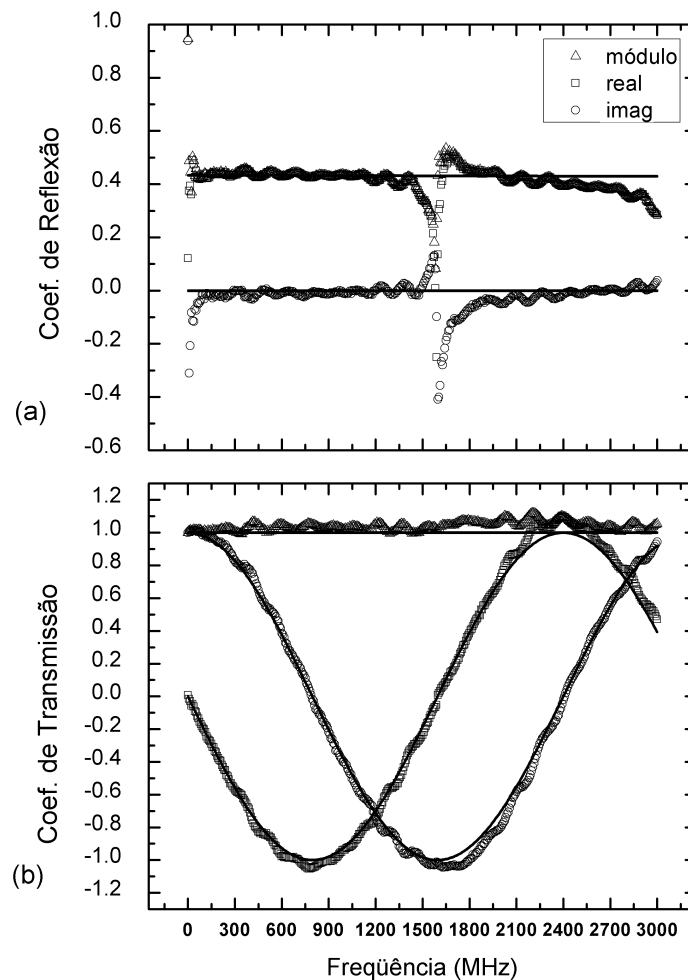 1.0
0.8
0.6
0.4
0.2
0.0
-0.2
-0.4
-0.6
Coef. de Reflexão
módulo
real
imag
(a)
1.2
1.0
0.8
0.6
0.4
0.2
0.0
-0.2
-0.4
-0.6
-0.8
-1.0
-1.2
Coef. de Transmissão
(b)
0 300 600 900 1200 1500 1800 2100 2400 2700 3000
Freqüência (MHz)